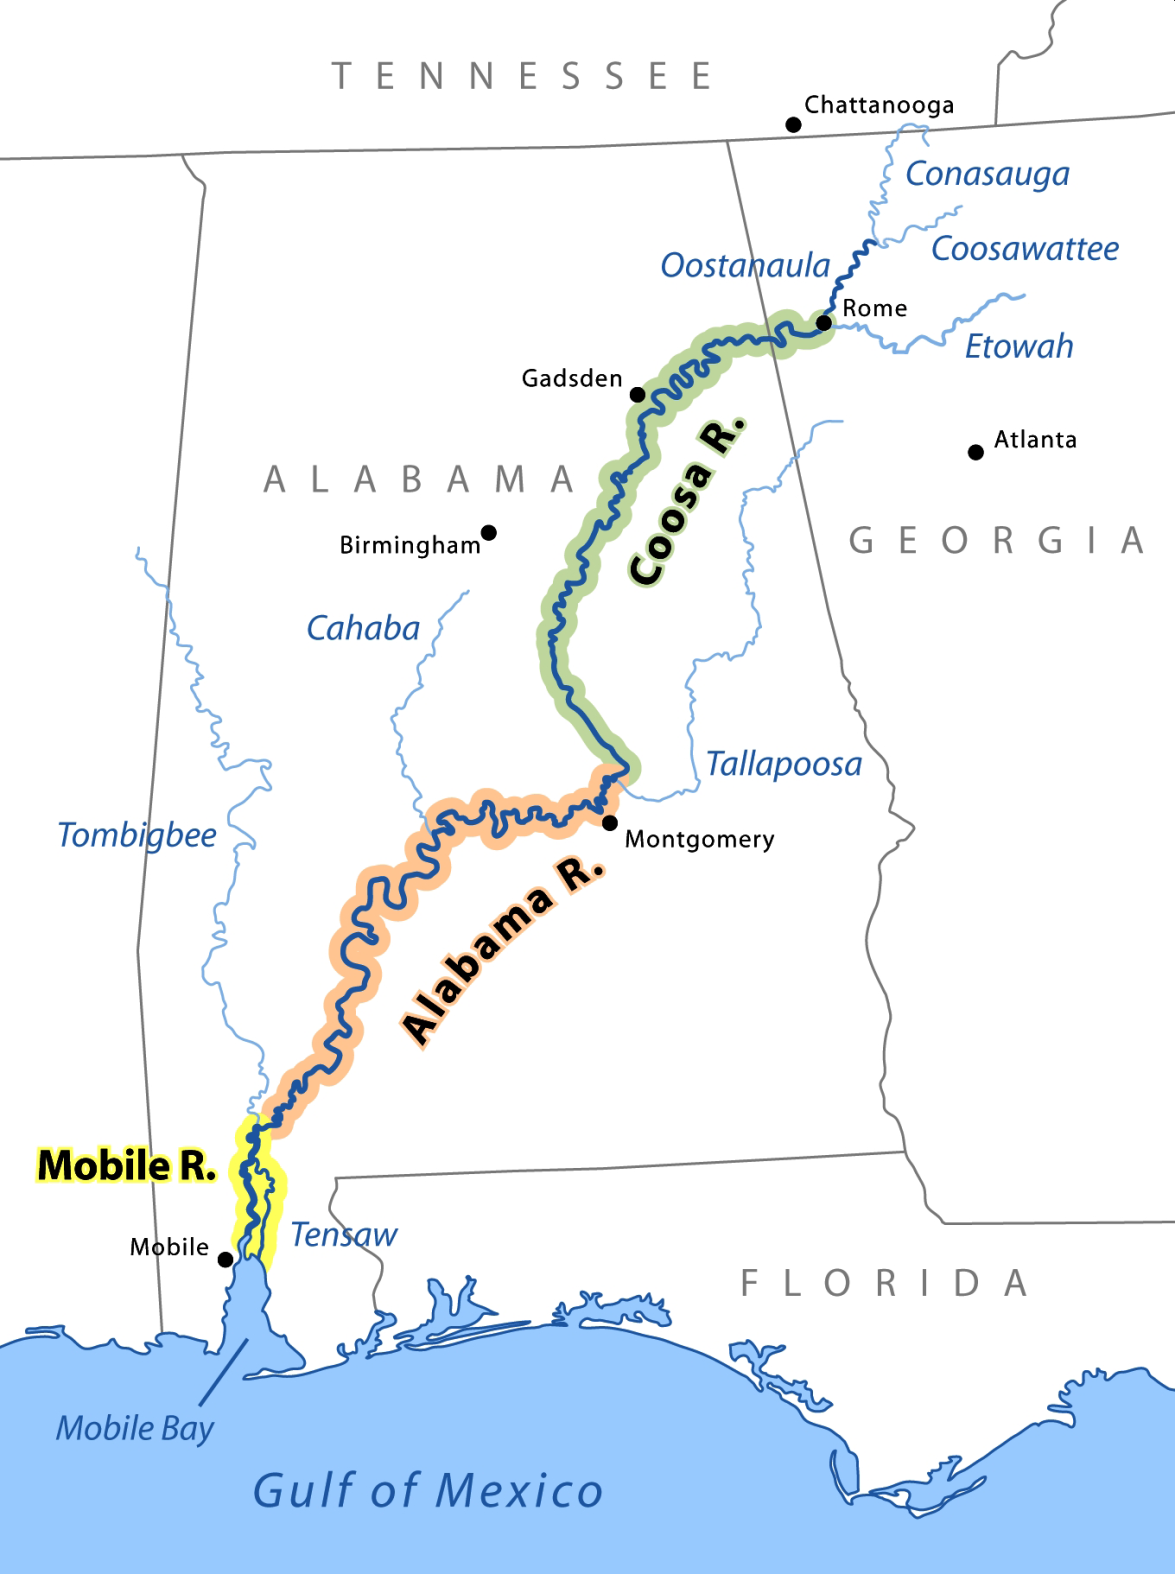 TENNESSEE
Chattanooga
Conasauga
Coosawattee
Oostanaula
Rome
Etowah
Gadsden
Atlanta
Coosa R.
ALABAMA
Birmingham
GEORGIA
Cahaba
Tallapoosa
Tombigbee
Montgomery
Alabama R.
Mobile R.
Tensaw
Mobile
FLORIDA
Mobile Bay
Gulf of Mexico